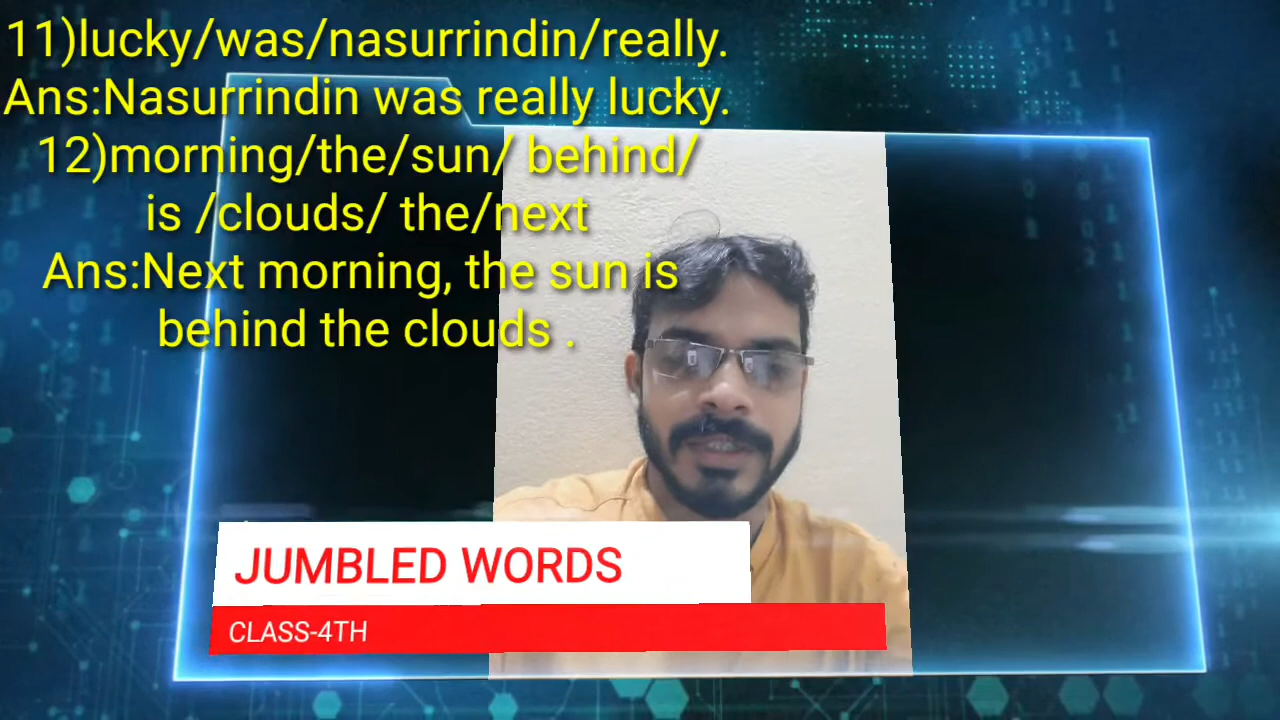 11)lucky/was/nasurrindin/really.
Ans:Nasurrindin was really lucky.
12)morning/the/sun/ behind/
is /clouds/ the/next
Ans:Next morning, the sun is
behind the clouds .
JUMBLED WORDS
CLASS-4TH